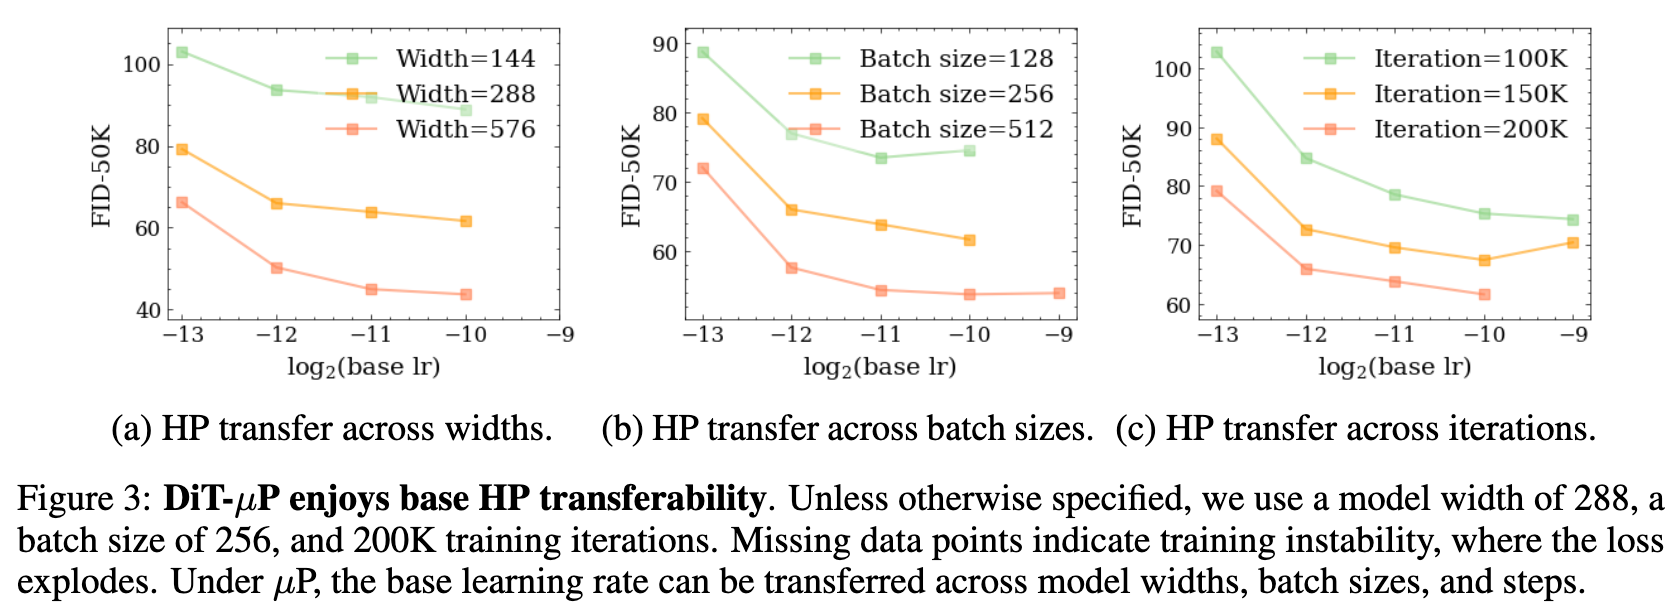 100
80
60
40
FID-50K
Width=144
Width=288
Width=576
−13 −12 −11 −10 −9
log₂(base lr)
90
80
70
60
FID-50K
Batch size=128
Batch size=256
Batch size=512
−13 −12 −11 −10 −9
log₂(base lr)
100
90
80
70
60
FID-50K
Iteration=100K
Iteration=150K
Iteration=200K
−13 −12 −11 −10 −9
log₂(base lr)
(a) HP transfer across widths.
(b) HP transfer across batch sizes.
(c) HP transfer across iterations.
Figure 3: DiT-μP enjoys base HP transferability. Unless otherwise specified, we use a model width of 288, a
batch size of 256, and 200K training iterations. Missing data points indicate training instability, where the loss
explodes. Under μP, the base learning rate can be transferred across model widths, batch sizes, and steps.